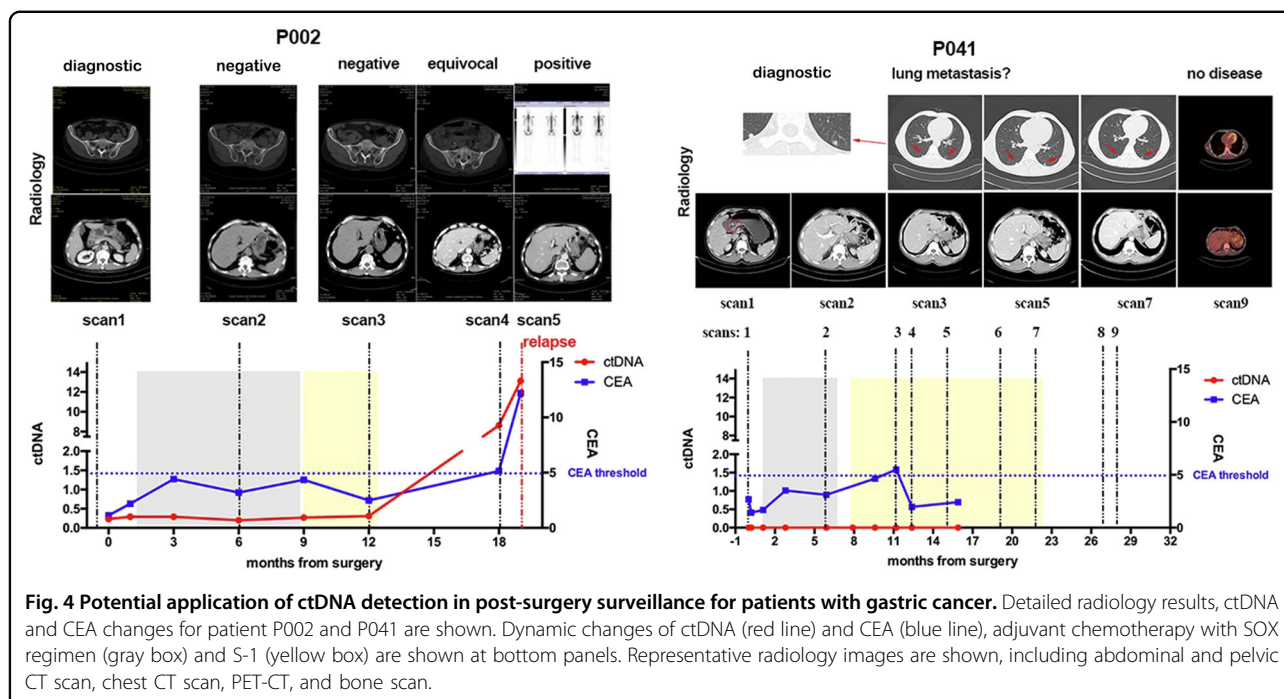 P002
diagnostic
negative
negative
equivocal
positive
Radiology
scan1
scan2
scan3
scan4
scan5
relapse
ctDNA
CEA
14
12
10
8
2.0
1.5
1.0
0.5
0.0
ctDNA
15
10
5
0
CEA
CEA threshold
0
3
6
9
12
15
18
months from surgery
P041
diagnostic
lung metastasis?
no disease
Radiology
scan1
scan2
scan3
scan5
scan7
scan9
scans: 1
2
3
4
5
6
7
8
9
14
12
10
8
2.0
1.5
1.0
0.5
0.0
ctDNA
ctDNA
CEA
15
10
5
0
CEA
CEA threshold
-1
2
5
8
11
14
17
20
23
26
29
32
months from surgery
Fig. 4 Potential application of ctDNA detection in post-surgery surveillance for patients with gastric cancer. Detailed radiology results, ctDNA
and CEA changes for patient P002 and P041 are shown. Dynamic changes of ctDNA (red line) and CEA (blue line), adjuvant chemotherapy with SOX
regimen (gray box) and S-1 (yellow box) are shown at bottom panels. Representative radiology images are shown, including abdominal and pelvic
CT scan, chest CT scan, PET-CT, and bone scan.